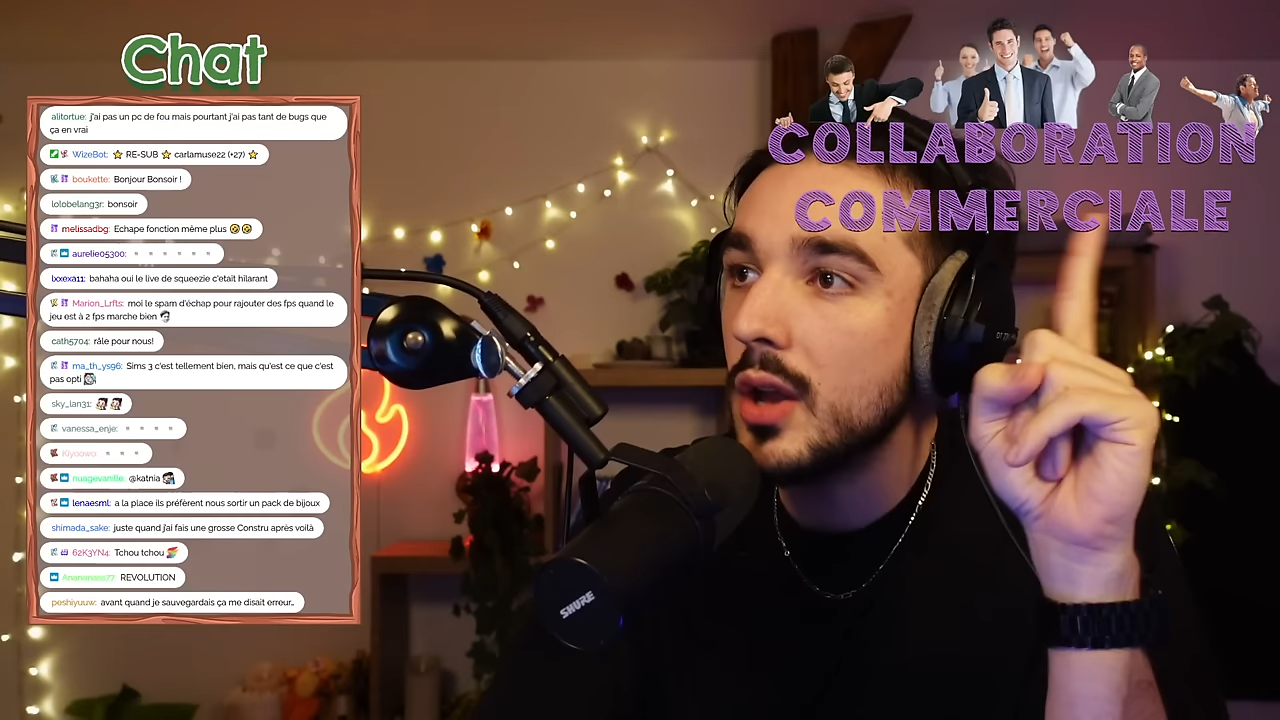 Chat
alitortue: j'ai pas un pc de fou mais pourtant j'ai pas tant de bugs que
ça en vrai
WizeBot: RE-SUB carlamuse22 (+27)
boukette: Bonjour Bonsoir !
lolobelang3r: bonsoir
melissadbg: Echape fonction même plus
aurelie05300:
lxxexa11: bahaha oui le live de squeezie c'etait hilarant
Marion_Lrfts: moi le spam d'échap pour rajouter des fps quand le
jeu est à 2 fps marche bien
cath5704: râle pour nous!
ma_th_ys96: Sims 3 c'est tellement bien, mais qu'est ce que c'est
pas opti
sky_lan31:
vanessa_enje:
Kiyoowo:
nuagevanille: @katnia
lenaesml: a la place ils préfèrent nous sortir un pack de bijoux
shimada_sake: juste quand j'ai fais une grosse Constru après voilà
62K3YN4: Tchou tchou
Anananass77: REVOLUTION
peshiyuuw: avant quand je sauvegardais ça me disait erreur...
COLLABORATION
COMMERCIALE
SHURE